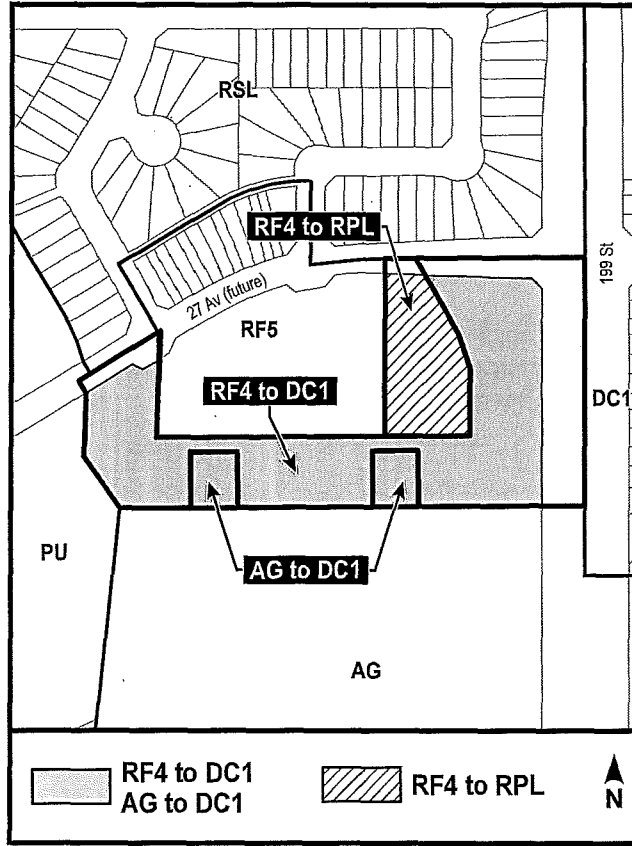 RSL
RF4 to RPL
27 Av (future)
199 St
RF5
RF4 to DC1
DC1
PU
AG to DC1
AG
RF4 to DC1
AG to DC1
RF4 to RPL
N